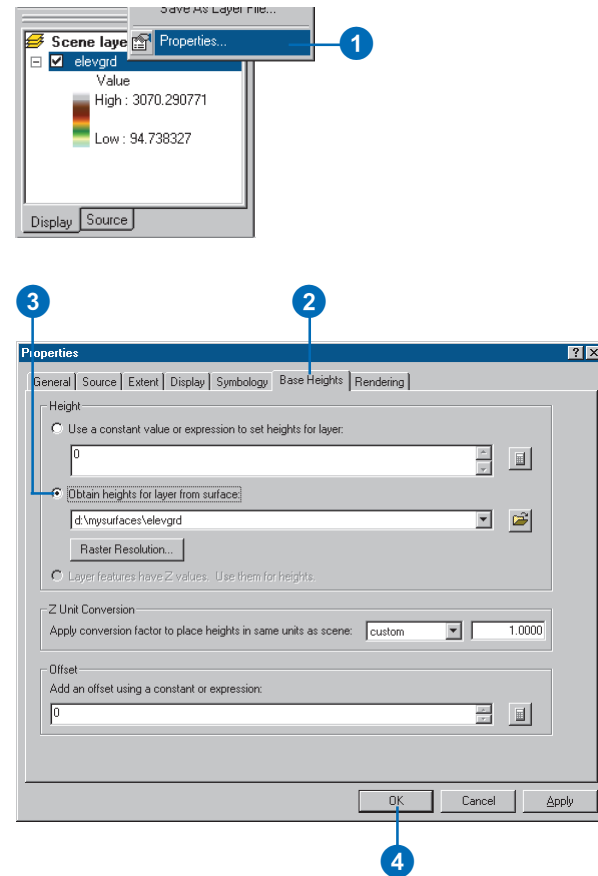 Save As Layer File...
Scene laye
Properties...
1
elevgrd
Value
High : 3070.290771
Low : 94.738327
Display Source
3 2
Properties
General Source Extent Display Symbology Base Heights Rendering
Height
Use a constant value or expression to set heights for layer:
0
Obtain heights for layer from surface:
d:\mysurfaces\elevgrd
Raster Resolution...
Layer features have Z values. Use them for heights.
Z Unit Conversion
Apply conversion factor to place heights in same units as scene: custom 1.0000
Offset
Add an offset using a constant or expression:
0
OK Cancel Apply
4